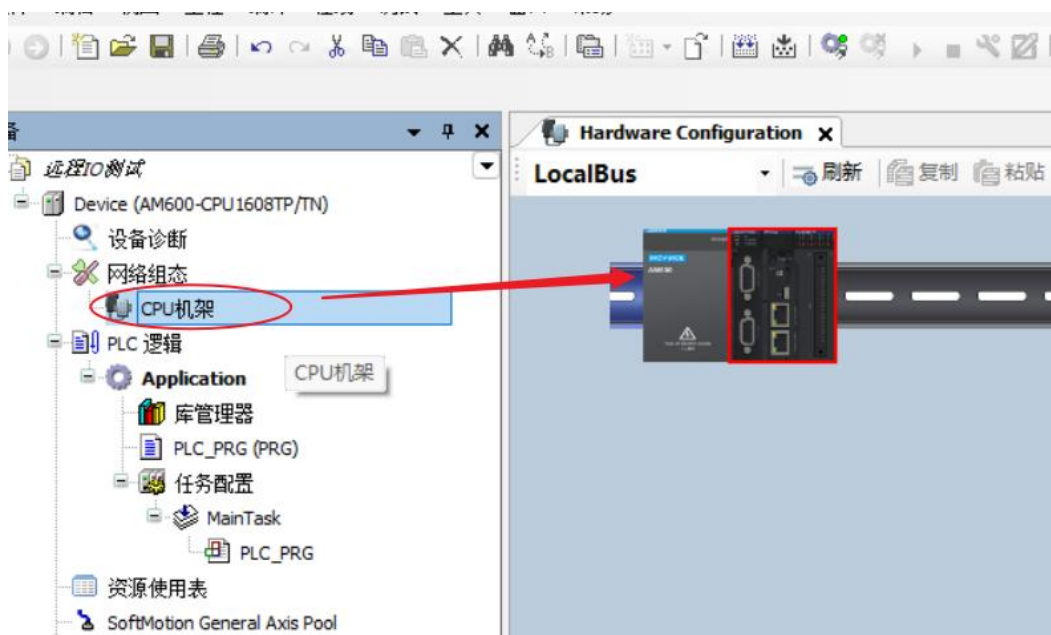 备
Hardware Configuration
远程IO测试
LocalBus
刷新
复制
粘贴
Device (AM600-CPU1608TP/TN)
设备诊断
网络组态
CPU机架
PLC 逻辑
CPU机架
Application
库管理器
PLC_PRG (PRG)
任务配置
MainTask
PLC_PRG
资源使用表
SoftMotion General Axis Pool